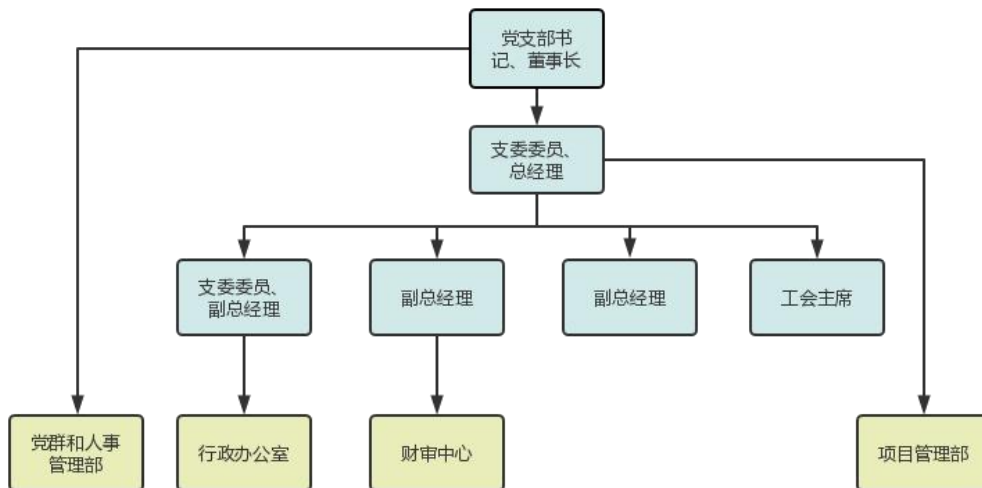 党支部书
记、董事长
支委委员、
总经理
支委委员、
副总经理
副总经理
副总经理
工会主席
党群和人事
管理部
行政办公室
财审中心
项目管理部